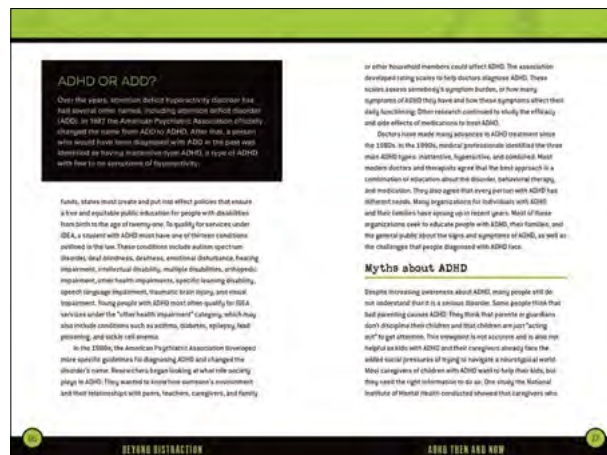 ADHD OR ADD?
Over the years, attention deficit hyperactivity disorder has
had several other names, including attention deficit disorder
(ADD). In 1987 the American Psychiatric Association officially
changed the name from ADD to ADHD. After that, a person
who would have been diagnosed with ADD in the past was
identified as having inattentive-type ADHD, a type of ADHD
with few to no symptoms of hyperactivity.
funds, states must create and put into effect policies that ensure
a free and equitable public education for people with disabilities
from birth to the age of twenty-one. To qualify for services under
IDEA, a student with ADHD must have one of thirteen conditions
outlined in the law. These conditions include autism spectrum
disorder, deaf-blindness, deafness, emotional disturbance, hearing
impairment, intellectual disability, multiple disabilities, orthopedic
impairment, other health impairments, specific learning disability,
speech language impairment, traumatic brain injury, and visual
impairment. Young people with ADHD most often qualify for IDEA
services under the "other health impairment" category, which may
also include conditions such as asthma, diabetes, epilepsy, lead
poisoning, and sickle cell anemia.
In the 1980s, the American Psychiatric Association developed
more specific guidelines for diagnosing ADHD and changed the
disorder's name. Researchers began looking at what role society
plays in ADHD. They wanted to know how someone's environment
and their relationships with peers, teachers, caregivers, and family
BEYOND DISTRACTION
or other household members could affect ADHD. The association
developed rating scales to help doctors diagnose ADHD. These
scales assess somebody's symptom burden, or how many
symptoms of ADHD they have and how these symptoms affect their
daily functioning. Other research continued to study the efficacy
and side effects of medications to treat ADHD.
Doctors have made many advances in ADHD treatment since
the 1980s. In the 1990s, medical professionals identified the three
main ADHD types: inattentive, hyperactive, and combined. Most
modern doctors and therapists agree that the best approach is a
combination of education about the disorder, behavioral therapy,
and medication. They also agree that every person with ADHD has
different needs. Many organizations for individuals with ADHD
and their families have sprung up in recent years. Most of these
organizations seek to educate people with ADHD, their families, and
the general public about the signs and symptoms of ADHD, as well as
the challenges that people diagnosed with ADHD face.
Myths about ADHD
Despite increasing awareness about ADHD, many people still do
not understand that it is a serious disorder. Some people think that
bad parenting causes ADHD. They think that parents or guardians
don't discipline their children and that children are just "acting
out" to get attention. This viewpoint is not accurate and is also not
helpful as kids with ADHD and their caregivers already face the
added social pressures of trying to navigate a neurotypical world.
Most caregivers of children with ADHD want to help their kids, but
they need the right information to do so. One study the National
Institute of Mental Health conducted showed that caregivers who
ADHD THEN AND NOW